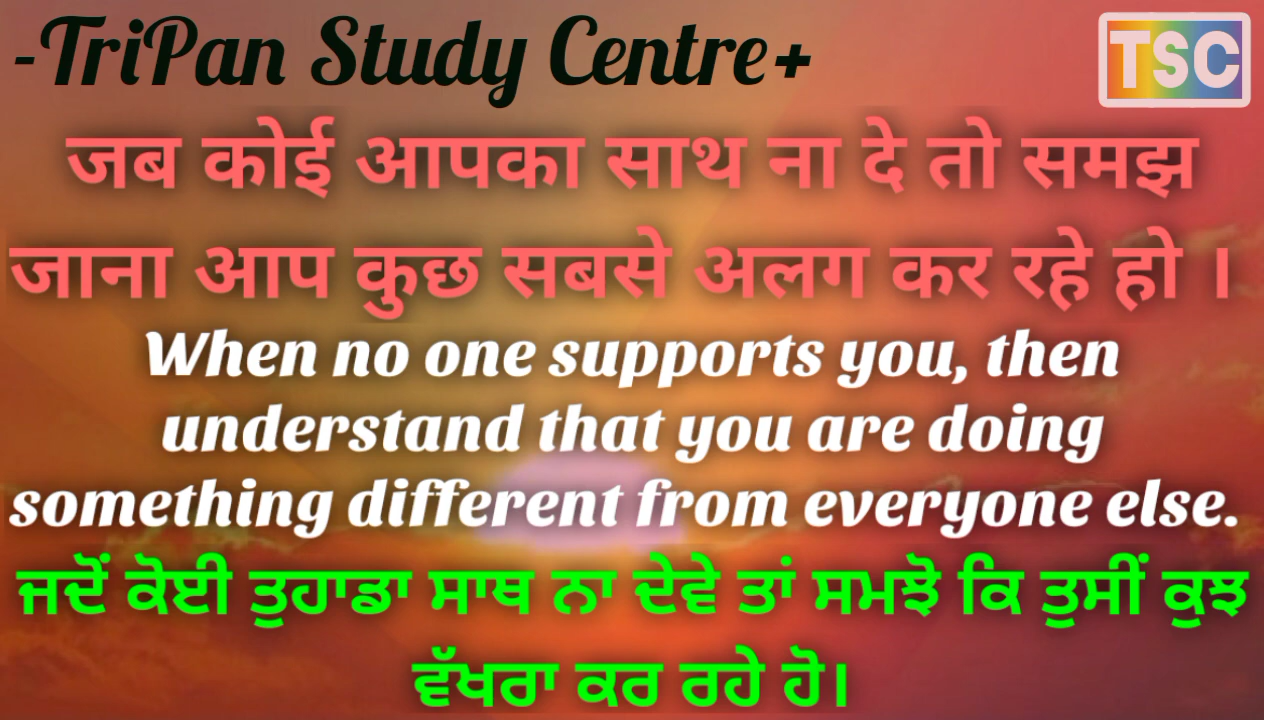 -TriPan Study Centre+
TSC
जब कोई आपका साथ ना दे तो समझ
जाना आप कुछ सबसे अलग कर रहे हो ।
When no one supports you, then
understand that you are doing
something different from everyone else.
ਜਦੋਂ ਕੋਈ ਤੁਹਾਡਾ ਸਾਥ ਨਾ ਦੇਵੇ ਤਾਂ ਸਮਝੋ ਕਿ ਤੁਸੀਂ ਕੁਝ
ਵੱਖਰਾ ਕਰ ਰਹੇ ਹੋ।